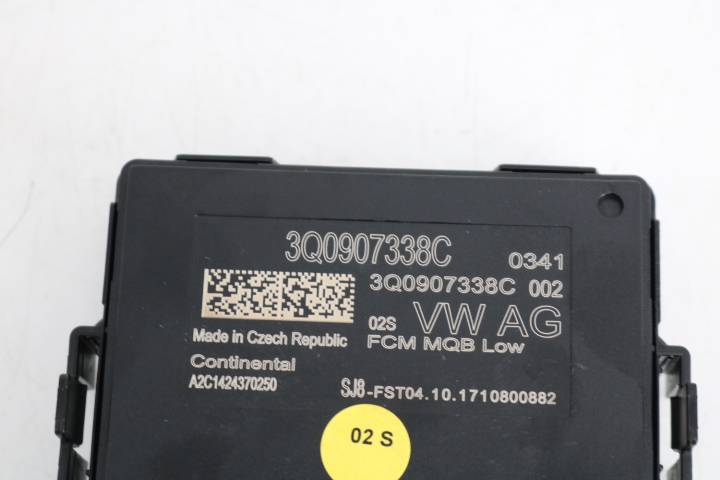 3Q0907338C 0341
3Q0907338C 002
02S VW AG
Made in Czech Republic FCM MQB Low
Continental
A2C1424370250 SJ8-FST04.10.1710800882
02 S